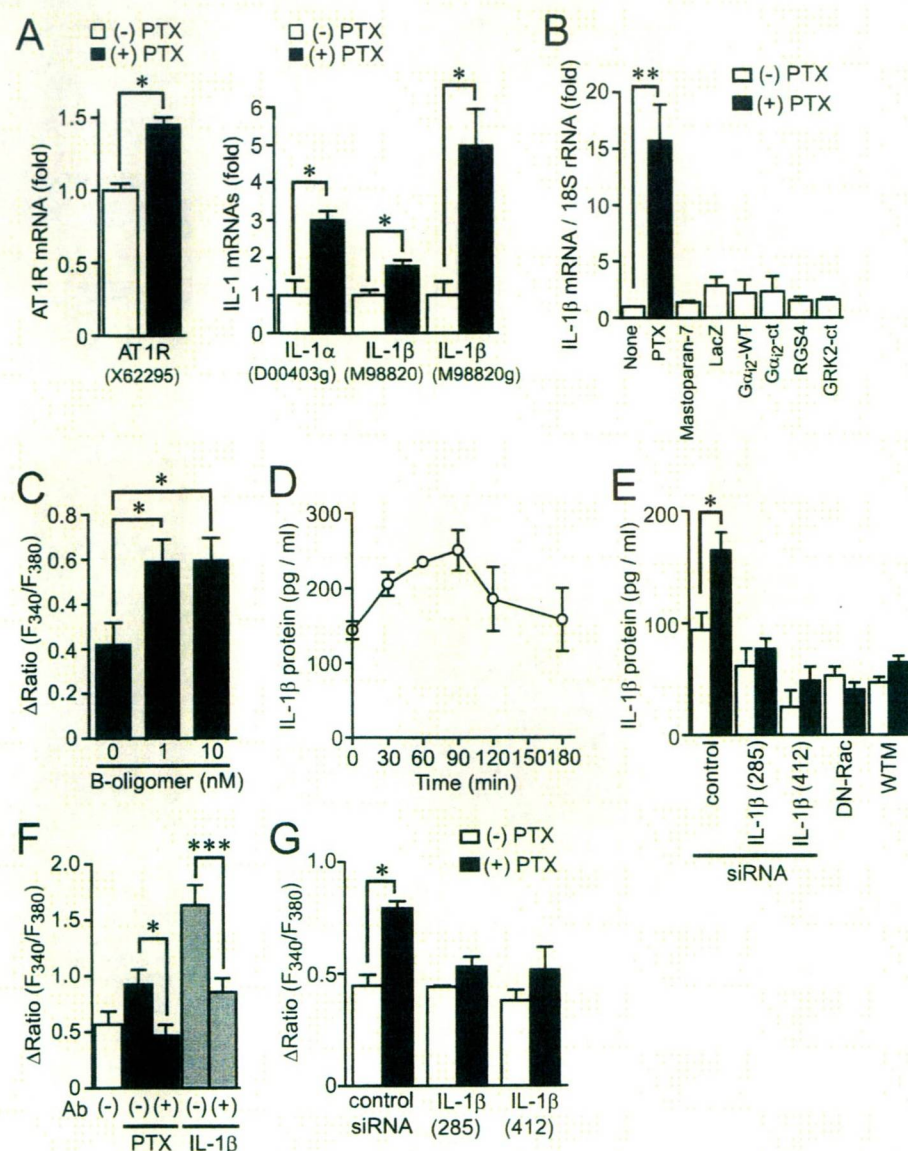 A
(-) PTX
(+) PTX
*
AT1R mRNA (fold)
1.5
1.0
0.5
0
AT1R
(X62295)
(-) PTX
(+) PTX
*
*
*
IL-1 mRNAs (fold)
6
5
4
3
2
1
0
IL-1α IL-1β IL-1β
(D00403g) (M98820) (M98820g)
B
(-) PTX
(+) PTX
**
IL-1β mRNA / 18S rRNA (fold)
20
15
10
5
0
None
PTX
Mastoparan-7
LacZ
Gαi2-WT
Gαi2-ct
RGS4
GRK2-ct
C
*
*
ΔRatio (F340/F380)
0.8
0.6
0.4
0.4
0.2
0
0 1 10
B-oligomer (nM)
D
IL-1β protein (pg / ml)
300
200
100
0
0 30 60 90 120 150 180
Time (min)
E
*
IL-1β protein (pg / ml)
200
100
0
control
IL-1β (285)
IL-1β (412)
DN-Rac
WTM
siRNA
F
***
*
ΔRatio (F340/F380)
2.0
1.5
1.0
0.5
0
Ab (-) (-) (+) (-) (+)
PTX IL-1β
G
(-) PTX
(+) PTX
*
ΔRatio (F340/F380)
1.0
0.5
0
control IL-1β IL-1β
siRNA (285) (412)